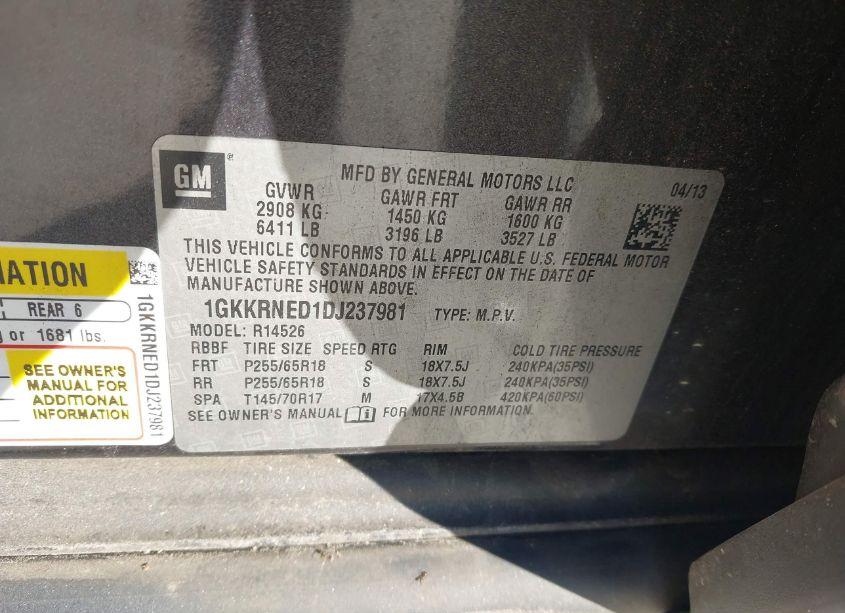 GM ®
MFD BY GENERAL MOTORS LLC
04/13
GVWR GAWR FRT GAWR RR
2908 KG 1450 KG 1600 KG
6411 LB 3196 LB 3527 LB
THIS VEHICLE CONFORMS TO ALL APPLICABLE U.S. FEDERAL MOTOR
VEHICLE SAFETY STANDARDS IN EFFECT ON THE DATE OF
MANUFACTURE SHOWN ABOVE.
1GKKRNED1DJ237981 TYPE: M.P.V.
MODEL: R14526
RBBF TIRE SIZE SPEED RTG RIM COLD TIRE PRESSURE
FRT P255/65R18 S 18X7.5J 240KPA(35PSI)
RR P255/65R18 S 18X7.5J 240KPA(35PSI)
SPA T145/70R17 M 17X4.5B 420KPA(60PSI)
SEE OWNER'S MANUAL FOR MORE INFORMATION.
MATION
REAR 6
or 1681 lbs.
SEE OWNER'S
MANUAL FOR
ADDITIONAL
INFORMATION
1GKKRNED1DJ237981